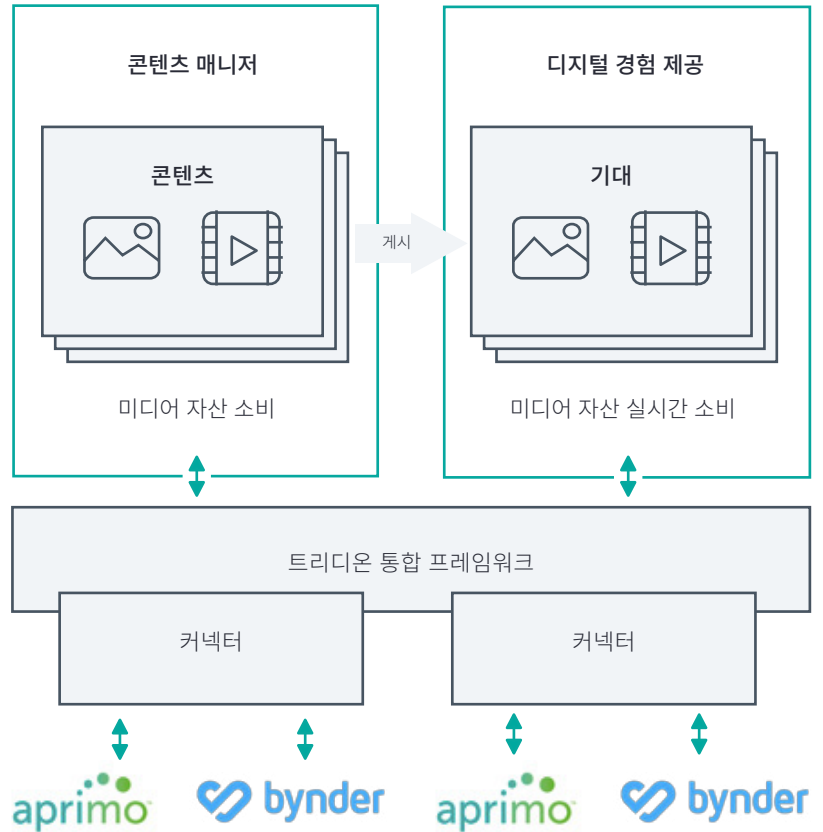 콘텐츠 매니저
디지털 경험 제공
콘텐츠
기대
게시
미디어 자산 소비
미디어 자산 실시간 소비
트리디온 통합 프레임워크
커넥터
커넥터
aprimo
bynder
aprimo
bynder